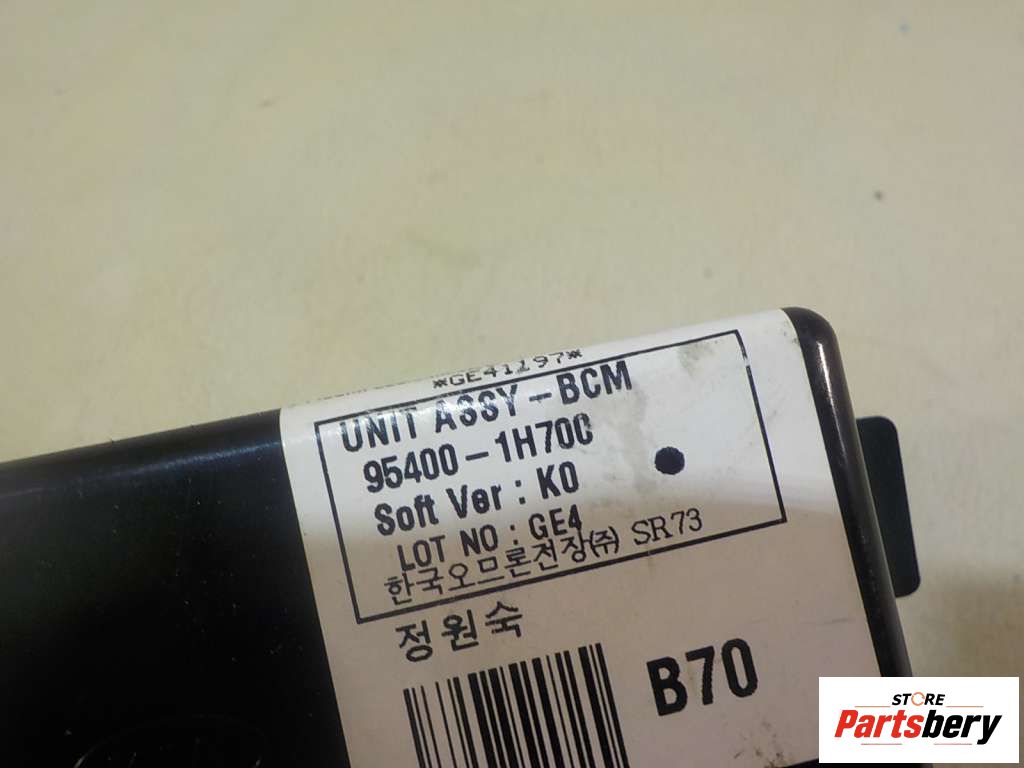 *GE41197*
UNIT ASSY-BCM
95400-1H700
Soft Ver : K0
LOT NO : GE4
한국오므론전장(주) SR73
정원숙
B70
STORE
Partsbery